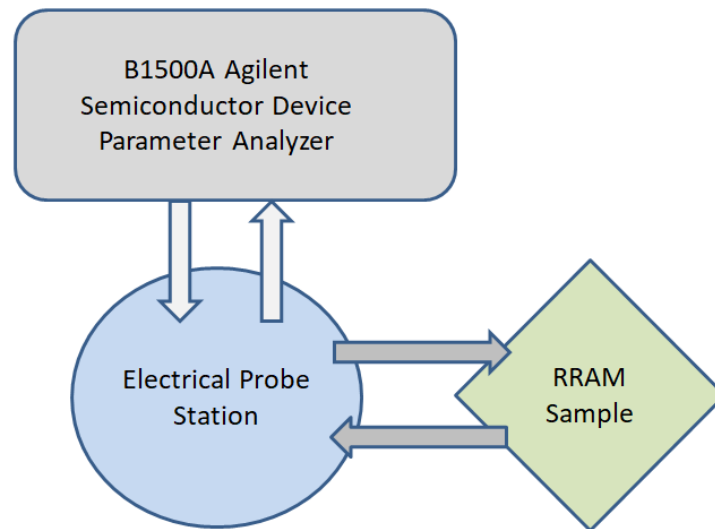 B1500A Agilent
Semiconductor Device
Parameter Analyzer
Electrical Probe
Station
RRAM
Sample